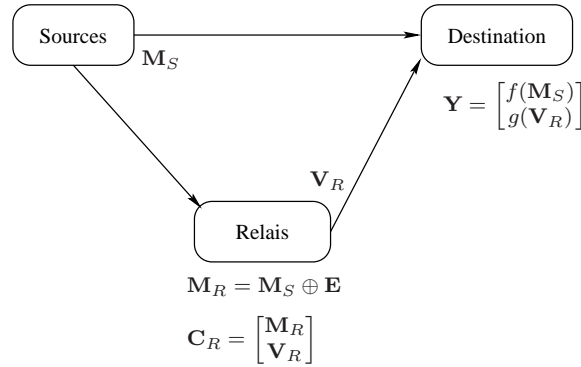 Sources
Destination
M_S
Y = [f(M_S) g(V_R)]
V_R
Relais
M_R = M_S ⊕ E
C_R = [M_R V_R]